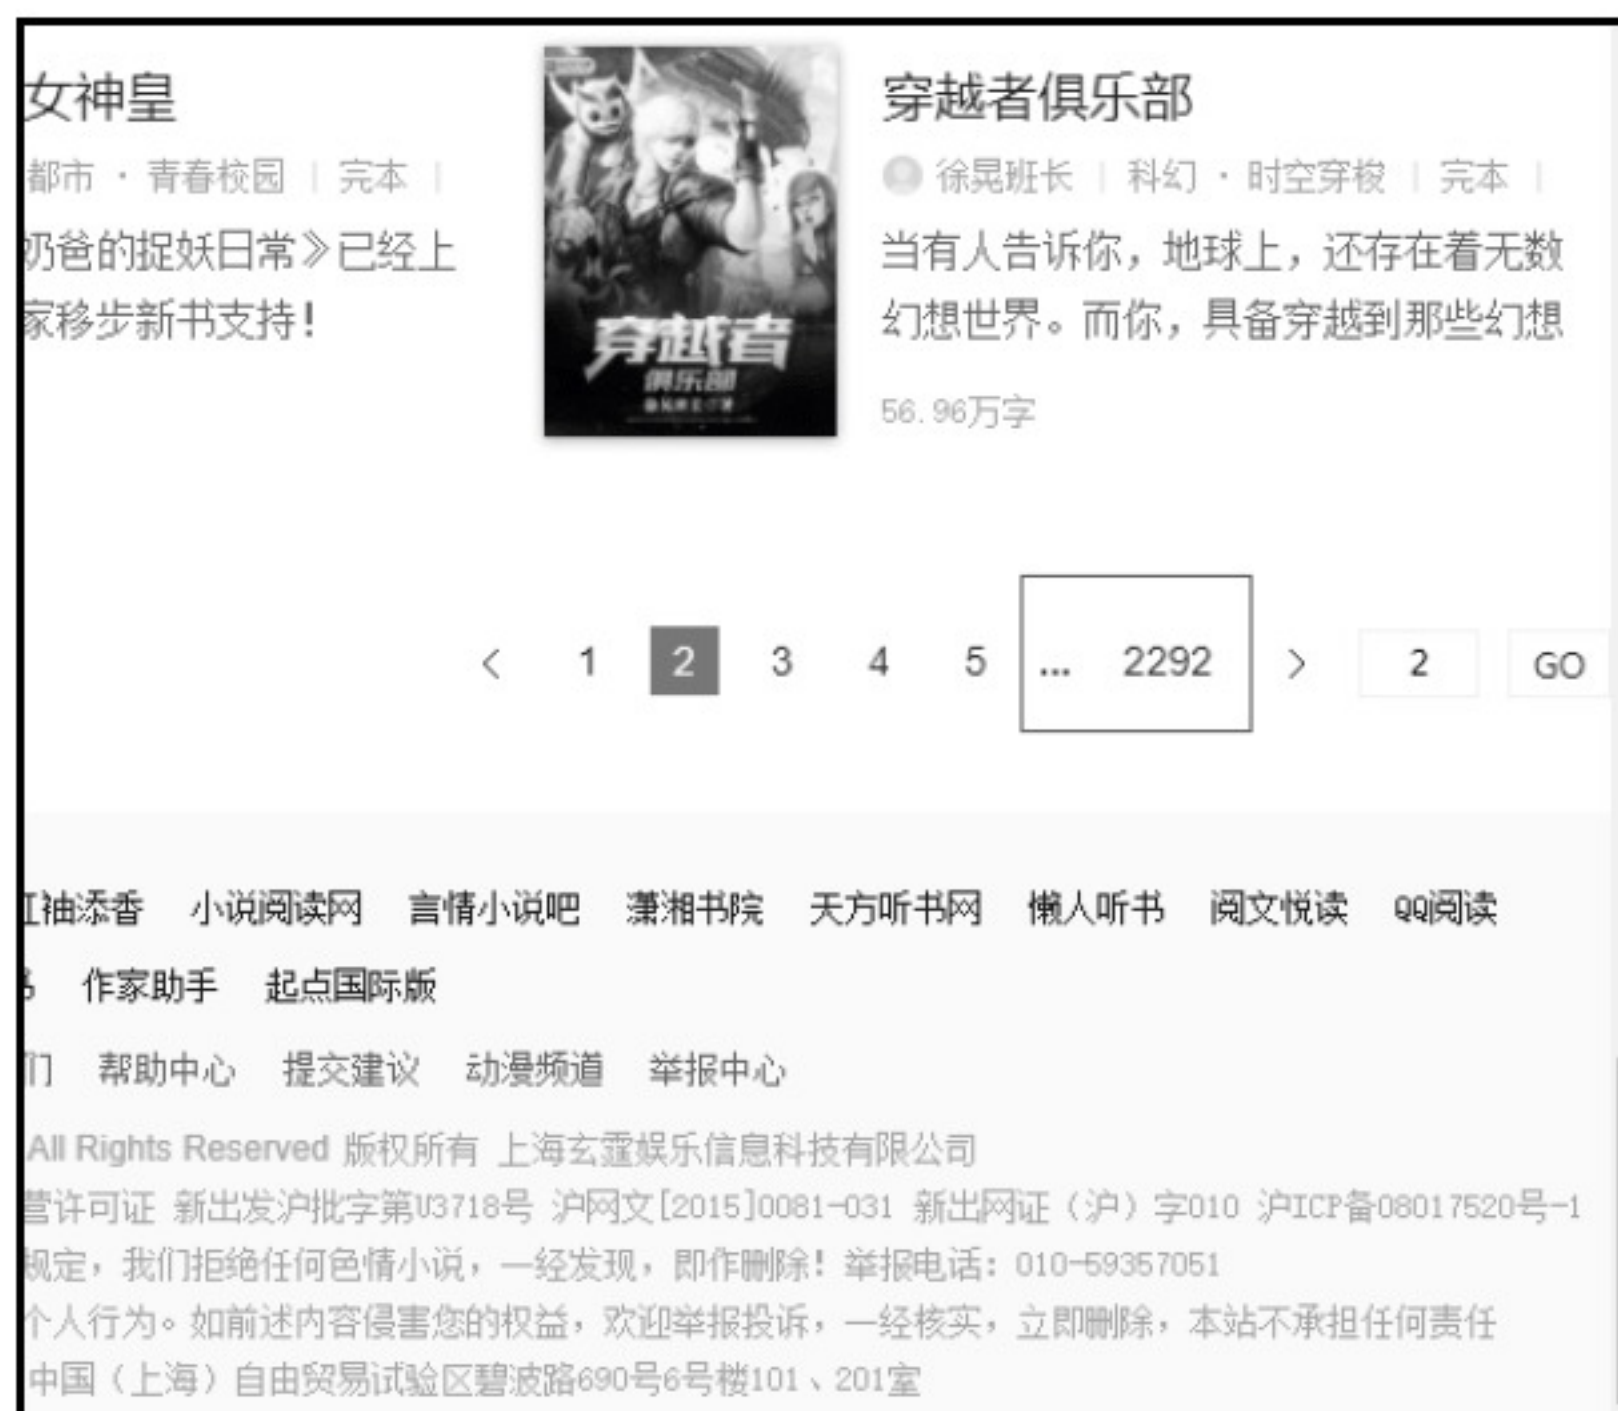 女神皇
都市 · 青春校园 | 完本 |
奶爸的捉妖日常》已经上
家移步新书支持！
穿越者
俱乐部
穿越者俱乐部
徐晃班长 | 科幻 · 时空穿梭 | 完本 |
当有人告诉你，地球上，还存在着无数
幻想世界。而你，具备穿越到那些幻想
56.96万字
< 1 2 3 4 5 ... 2292 > 2 GO
红袖添香 小说阅读网 言情小说吧 潇湘书院 天方听书网 懒人听书 阅文悦读 QQ阅读
作家助手 起点国际版
们 帮助中心 提交建议 动漫频道 举报中心
All Rights Reserved 版权所有 上海玄霆娱乐信息科技有限公司
营许可证 新出发沪批字第U3718号 沪网文[2015]0081-031 新出网证（沪）字010 沪ICP备08017520号-1
规定，我们拒绝任何色情小说，一经发现，即作删除！举报电话：010-59357051
个人行为。如前述内容侵害您的权益，欢迎举报投诉，一经核实，立即删除，本站不承担任何责任
中国（上海）自由贸易试验区碧波路690号6号楼101、201室